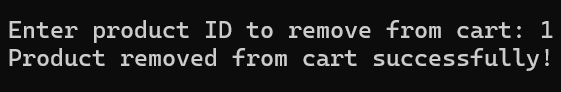 Enter product ID to remove from cart: 1
Product removed from cart successfully!